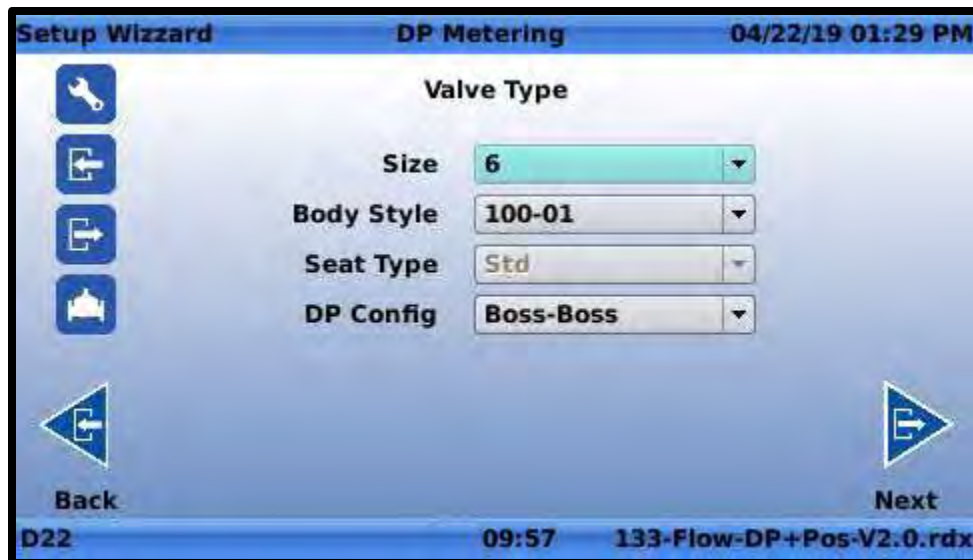 Setup Wizzard DP Metering 04/22/19 01:29 PM
Valve Type
Size 6
Body Style 100-01
Seat Type Std
DP Config Boss-Boss
Back Next
D22 09:57 133-Flow-DP+Pos-V2.0.rdx